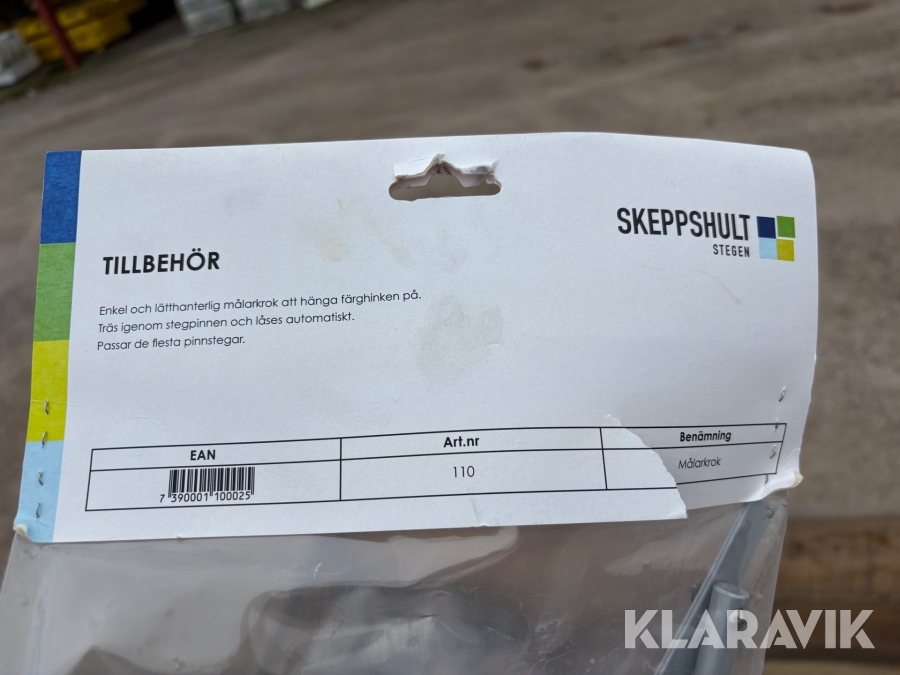 SKEPPSHULT
STEGEN
TILLBEHÖR
Enkel och lätthanterlig målarkrok att hänga färghinken på.
Träs igenom stegpinnen och låses automatiskt.
Passar de flesta pinnstegar.
EAN Art.nr Benämning
7 390001 100025 110 Målarkrok
KLARAVIK